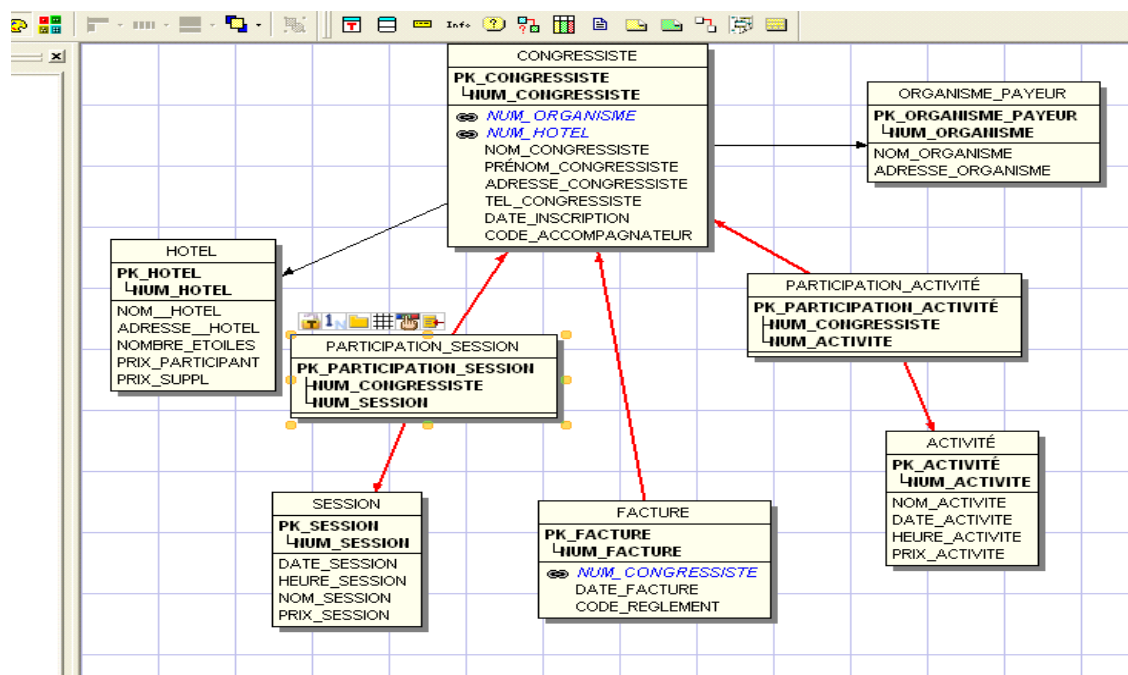 Info
CONGRESSISTE
PK_CONGRESSISTE
NUM_CONGRESSISTE
NUM_ORGANISME
NUM_HOTEL
NOM_CONGRESSISTE
PRÉNOM_CONGRESSISTE
ADRESSE_CONGRESSISTE
TEL_CONGRESSISTE
DATE_INSCRIPTION
CODE_ACCOMPAGNATEUR
ORGANISME_PAYEUR
PK_ORGANISME_PAYEUR
NUM_ORGANISME
NOM_ORGANISME
ADRESSE_ORGANISME
HOTEL
PK_HOTEL
NUM_HOTEL
NOM__HOTEL
ADRESSE__HOTEL
NOMBRE_ETOILES
PRIX_PARTICIPANT
PRIX_SUPPL
PARTICIPATION_SESSION
PK_PARTICIPATION_SESSION
NUM_CONGRESSISTE
NUM_SESSION
PARTICIPATION_ACTIVITÉ
PK_PARTICIPATION_ACTIVITÉ
NUM_CONGRESSISTE
NUM_ACTIVITE
SESSION
PK_SESSION
NUM_SESSION
DATE_SESSION
HEURE_SESSION
NOM_SESSION
PRIX_SESSION
FACTURE
PK_FACTURE
NUM_FACTURE
NUM_CONGRESSISTE
DATE_FACTURE
CODE_REGLEMENT
ACTIVITÉ
PK_ACTIVITÉ
NUM_ACTIVITE
NOM_ACTIVITE
DATE_ACTIVITE
HEURE_ACTIVITE
PRIX_ACTIVITE